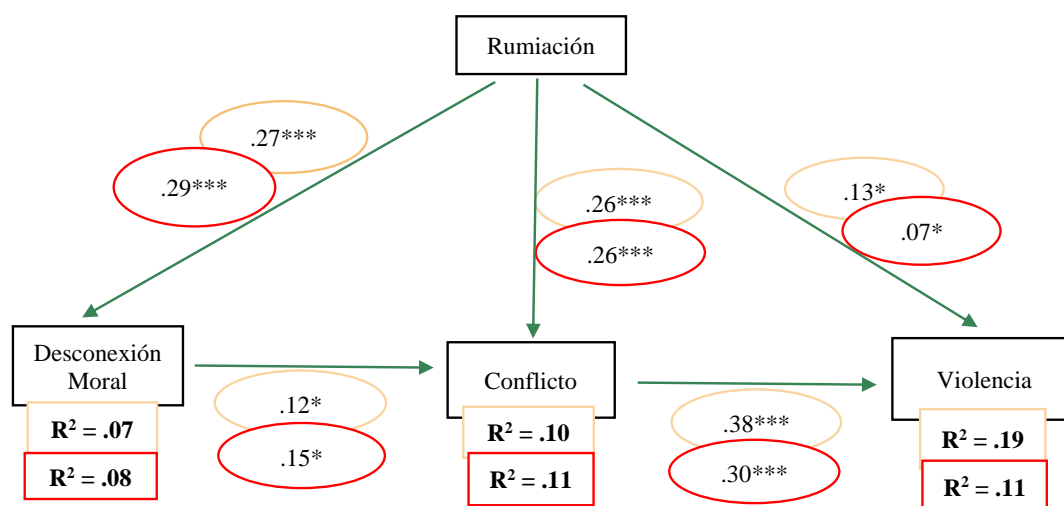 Rumiación
.27***
.29***
.26***
.26***
.13*
.07*
Desconexión
Moral
R² = .07
R² = .08
.12*
.15*
Conflicto
R² = .10
R² = .11
.38***
.30***
Violencia
R² = .19
R² = .11